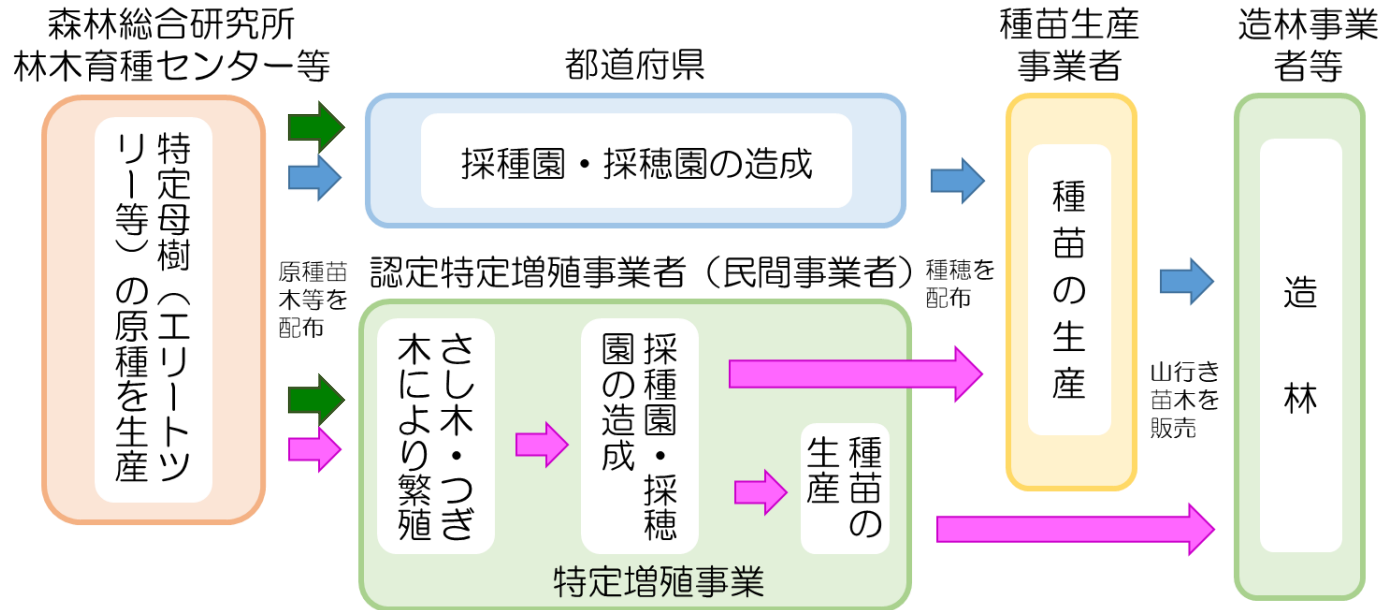 森林総合研究所
林木育種センター等
特定母樹（エリートツ
リー等）の原種を生産
原種苗
木等を
配布
都道府県
採種園・採穂園の造成
認定特定増殖事業者（民間事業者）
さし木・つぎ
木により繁殖
採種園・採穂
園の造成
種苗の
生産
特定増殖事業
種穂を
配布
種苗生産
事業者
種苗の生産
山行き
苗木を
販売
造林事業
者等
造林